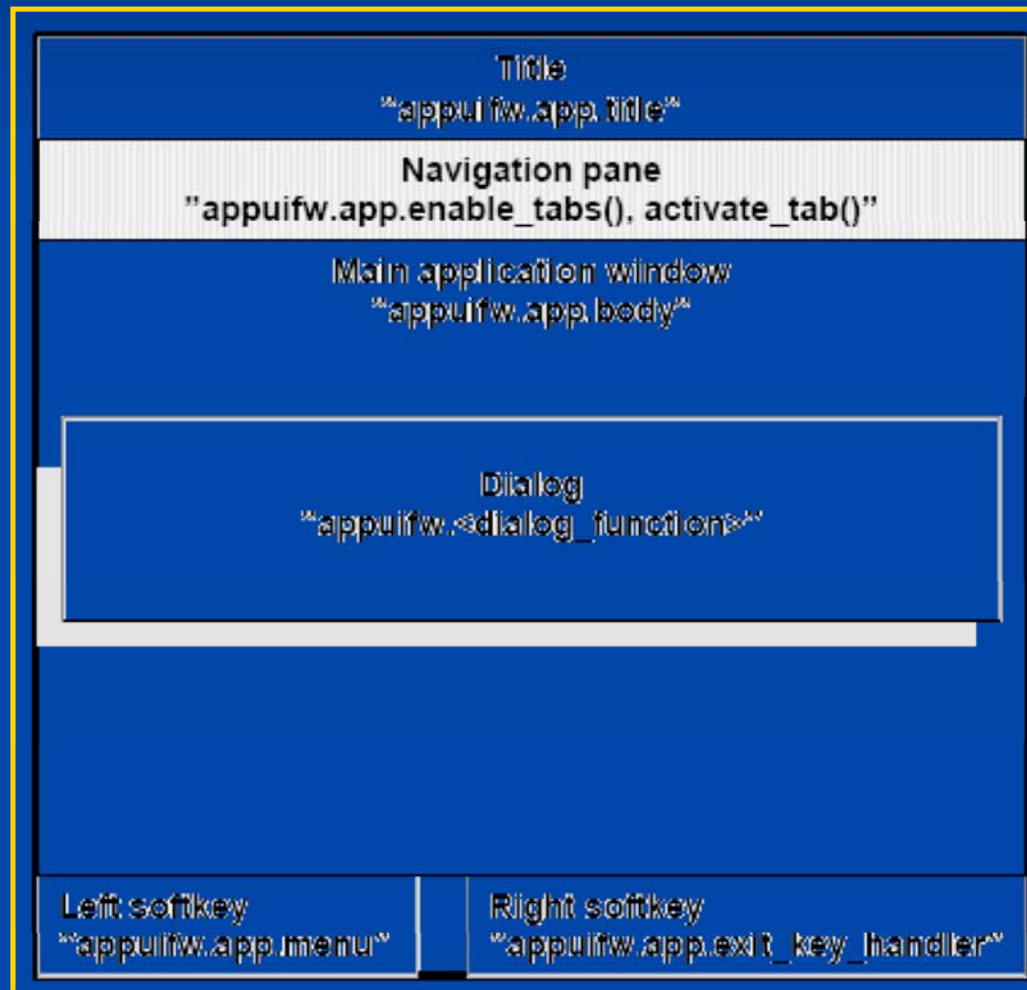 Title
”appuifw.app.title”
Navigation pane
”appuifw.app.enable_tabs(), activate_tab()”
Main application window
”appuifw.app.body”
Dialog
”appuifw.<dialog_function>”
Left softkey
”appuifw.app.menu”
Right softkey
”appuifw.app.exit_key_handler”